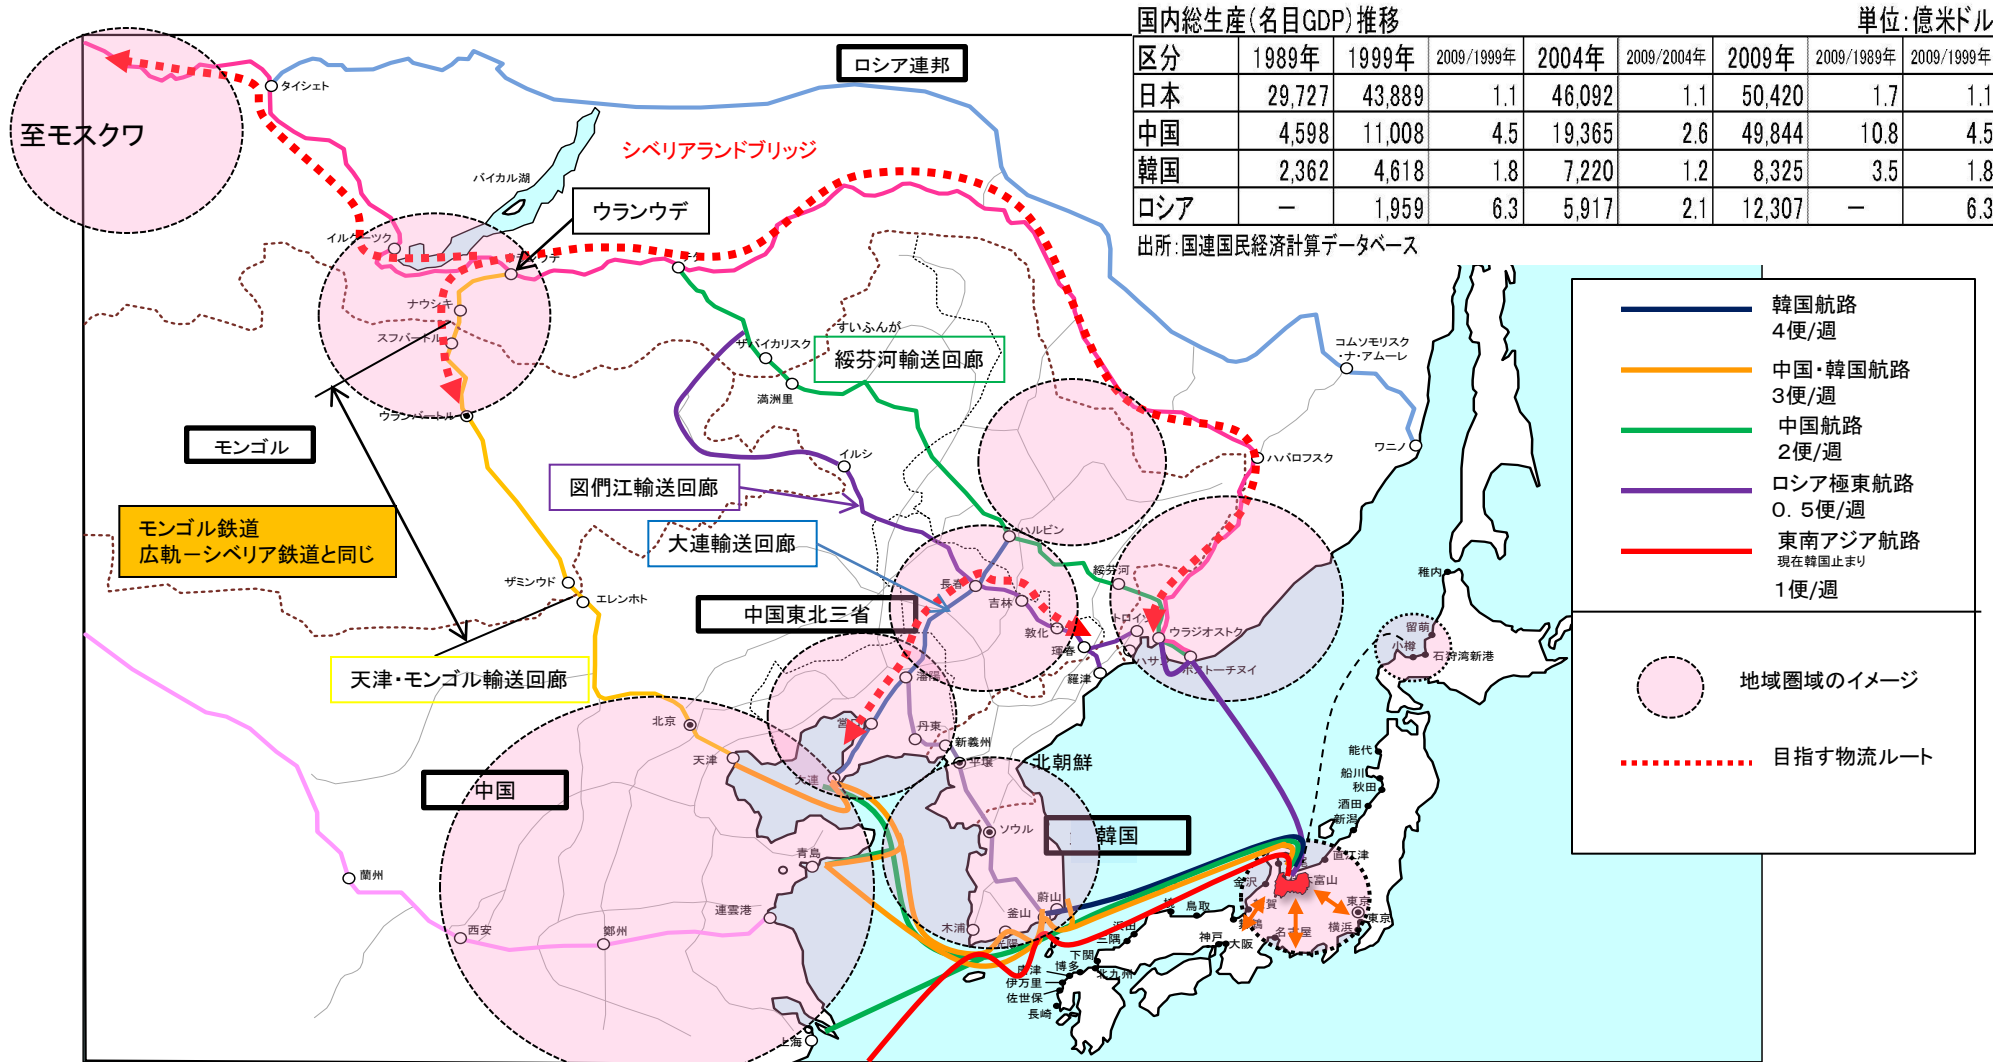 国内総生産(名目GDP)推移 単位:億米ドル
区分 1989年 1999年 2009/1999年 2004年 2009/2004年 2009年 2009/1989年 2009/1999年
日本 29,727 43,889 1.1 46,092 1.1 50,420 1.7 1.1
中国 4,598 11,008 4.5 19,365 2.6 49,844 10.8 4.5
韓国 2,362 4,618 1.8 7,220 1.2 8,325 3.5 1.8
ロシア － 1,959 6.3 5,917 2.1 12,307 － 6.3
出所:国連国民経済計算データベース
ロシア連邦
タイシェト
至モスクワ
シベリアランドブリッジ
バイカル湖
ウランウデ
イルクーツク
チタ
ナウシキ
スフバートル
ウランバートル
すいふんが
ザバイカリスク
綏芬河輸送回廊
満洲里
コムソモリスク
・ナ・アムーレ
ワニノ
ハバロフスク
モンゴル
イルシ
図們江輸送回廊
大連輸送回廊
モンゴル鉄道
広軌－シベリア鉄道と同じ
ハルビン
ザミンウド
エレンホト
長春
吉林
綏芬河
中国東北三省
敦化
琿春
ウラジオストク
ハサン
ボストーチヌイ
羅津
天津・モンゴル輸送回廊
瀋陽
北京
丹東
新義州
平壌
北朝鮮
天津
大連
中国
ソウル
韓国
青島
蘭州
連雲港
西安
鄭州
木浦
光陽
釜山
蔚山
上海
稚内
留萌
小樽
石狩湾新港
能代
船川
秋田
酒田
新潟
直江津
金沢
富山
敦賀
舞鶴
東京
東京
横浜
名古屋
境
鳥取
浜田
三隅
神戸
大阪
下関
北九州
博多
唐津
伊万里
佐世保
長崎
韓国航路
4便/週
中国・韓国航路
3便/週
中国航路
2便/週
ロシア極東航路
0.5便/週
東南アジア航路
現在韓国止まり
1便/週
地域圏域のイメージ
目指す物流ルート